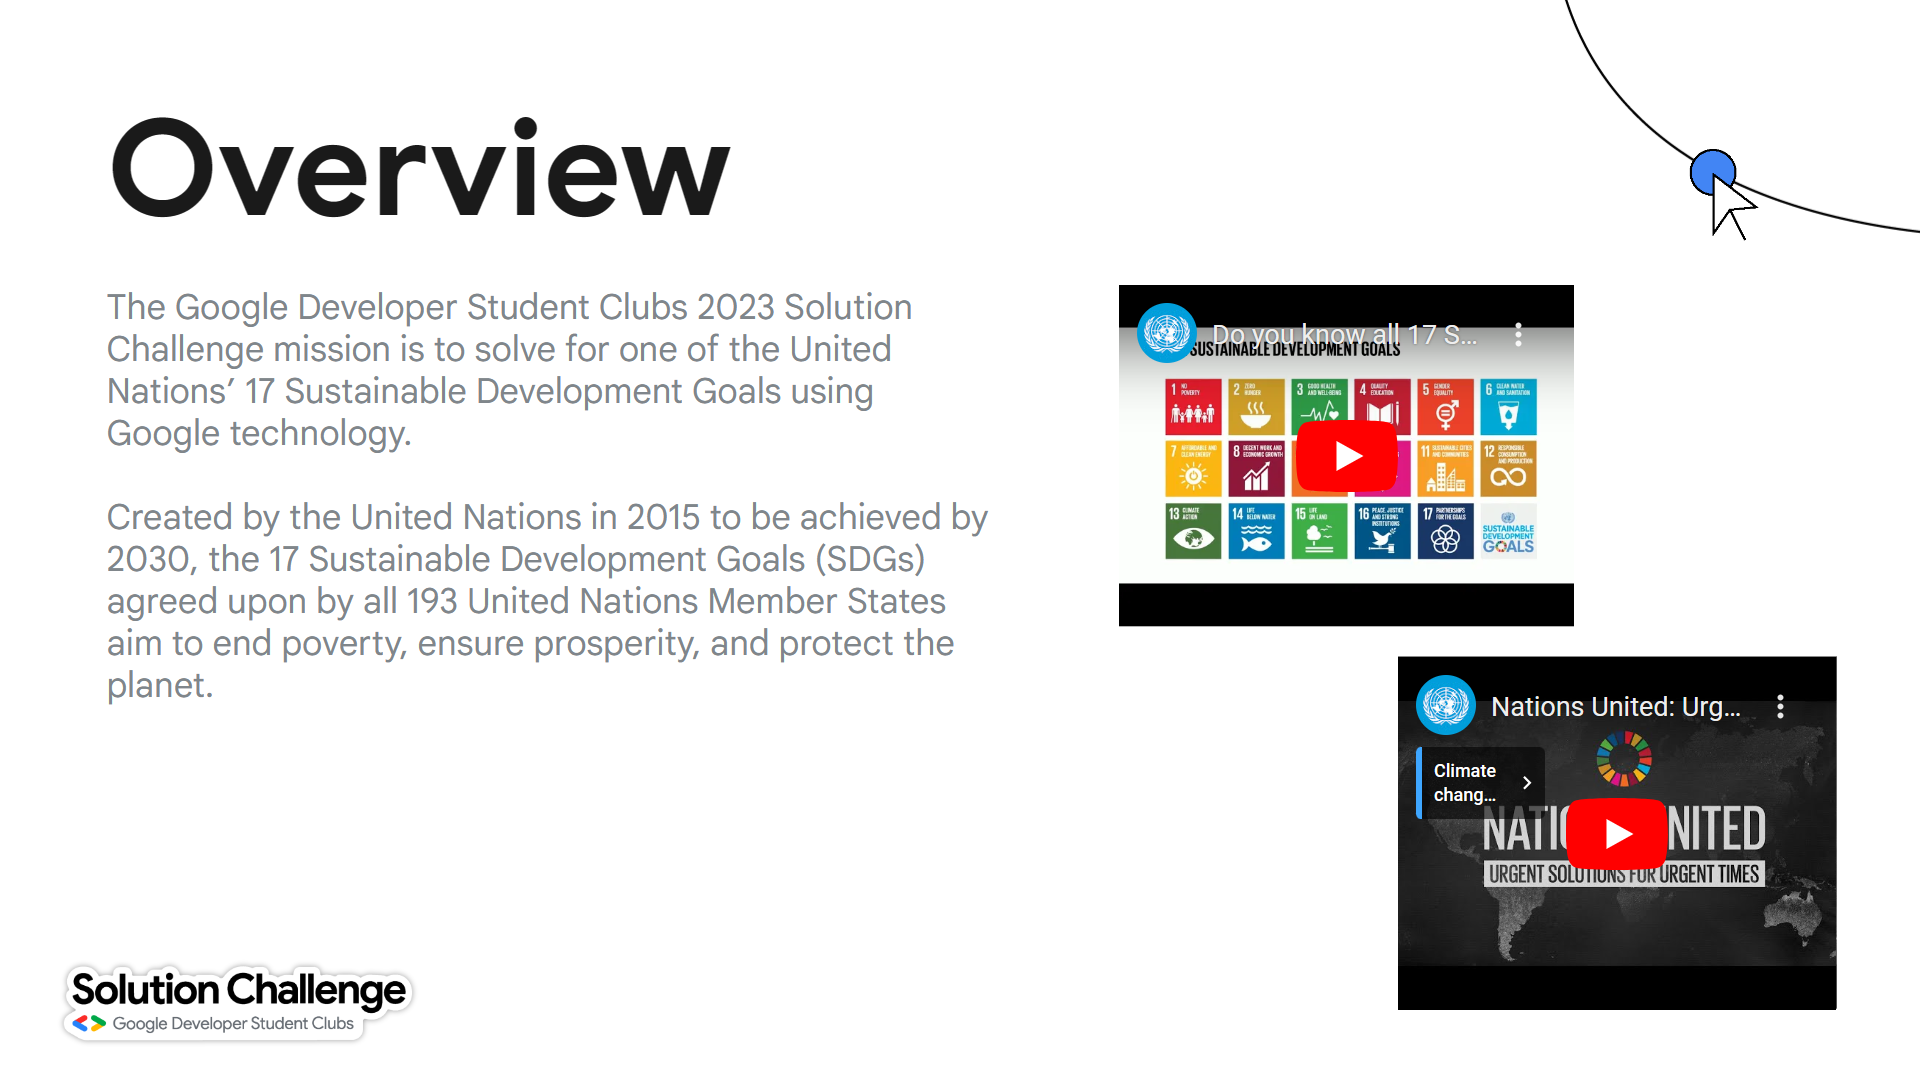 Overview
The Google Developer Student Clubs 2023 Solution
Challenge mission is to solve for one of the United
Nations’ 17 Sustainable Development Goals using
Google technology.
Created by the United Nations in 2015 to be achieved by
2030, the 17 Sustainable Development Goals (SDGs)
agreed upon by all 193 United Nations Member States
aim to end poverty, ensure prosperity, and protect the
planet.
Do you know all 17 S...
SUSTAINABLE DEVELOPMENT GOALS
1 NO POVERTY
2 ZERO HUNGER
3 GOOD HEALTH AND WELL-BEING
4 QUALITY EDUCATION
5 GENDER EQUALITY
6 CLEAN WATER AND SANITATION
7 AFFORDABLE AND CLEAN ENERGY
8 DECENT WORK AND ECONOMIC GROWTH
11 SUSTAINABLE CITIES AND COMMUNITIES
12 RESPONSIBLE CONSUMPTION AND PRODUCTION
13 CLIMATE ACTION
14 LIFE BELOW WATER
15 LIFE ON LAND
16 PEACE, JUSTICE AND STRONG INSTITUTIONS
17 PARTNERSHIPS FOR THE GOALS
SUSTAINABLE
DEVELOPMENT
GOALS
Nations United: Urg...
Climate
chang...
NATIO NITED
URGENT SOLUTIONS FOR URGENT TIMES
Solution Challenge
Google Developer Student Clubs